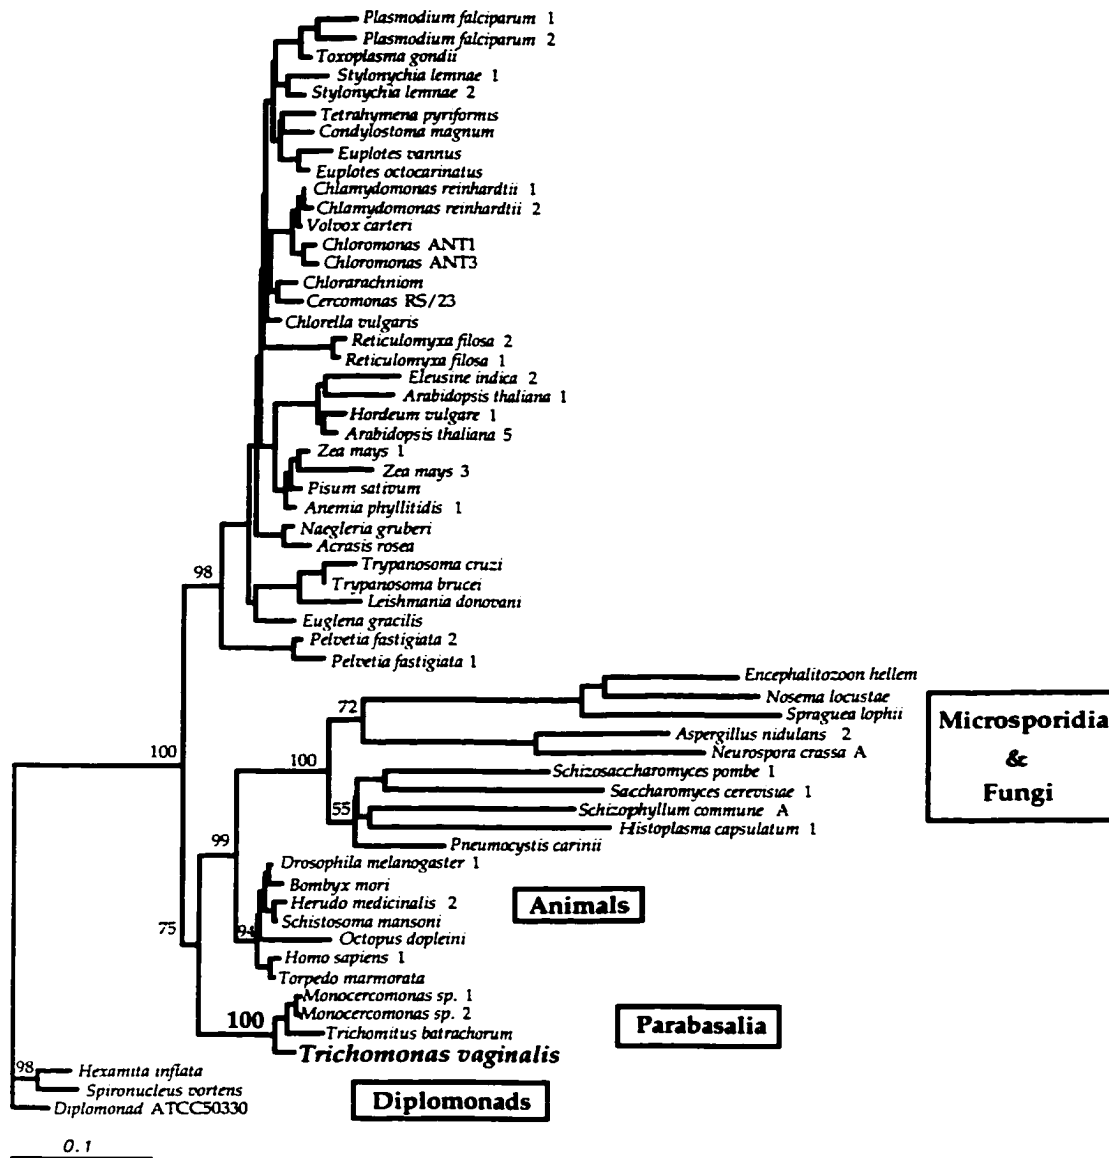 Plasmodium falciparum 1
Plasmodium falciparum 2
Toxoplasma gondii
Stylonychia lemnae 1
Stylonychia lemnae 2
Tetrahymena pyriformis
Condylostoma magnum
Euplotes vannus
Euplotes octocarinatus
Chlamydomonas reinhardtii 1
Chlamydomonas reinhardtii 2
Volvox carteri
Chloromonas ANT1
Chloromonas ANT3
Chlorarachniom
Cercomonas RS/23
Chlorella vulgaris
Reticulomyxa filosa 2
Reticulomyxa filosa 1
Eleusine indica 2
Arabidopsis thaliana 1
Hordeum vulgare 1
Arabidopsis thaliana 5
Zea mays 1
Zea mays 3
Pisum sativum
Anemia phyllitidis 1
Naegleria gruberi
Acrasis rosea
98
Trypanosoma cruzi
Trypanosoma brucei
Leishmania donovani
Euglena gracilis
Pelvetia fastigiata 2
Pelvetia fastigiata 1
Encephalitozoon hellem
Nosema locustae
72
Spraguea lophii
Aspergillus nidulans 2
Neurospora crassa A
Microsporidia
&
Fungi
100
100
Schizosaccharomyces pombe 1
Saccharomyces cerevisiae 1
55
Schizophyllum commune A
Histoplasma capsulatum 1
Pneumocystis carinii
99
Drosophila melanogaster 1
Bombyx mori
Herudo medicinalis 2
Schistosoma mansoni
Animals
75
94
Octopus dopleini
Homo sapiens 1
Torpedo marmorata
Monocercomonas sp. 1
Monocercomonas sp. 2
100
Trichomitus batrachorum
Trichomonas vaginalis
Parabasalia
98
Hexamita inflata
Spironucleus vortens
Diplomonad ATCC50330
Diplomonads
0.1